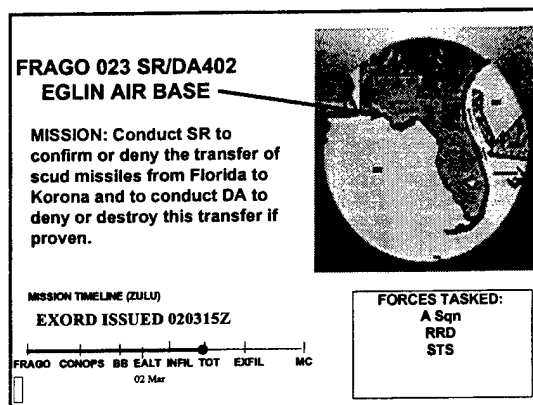 FRAGO 023 SR/DA402
EGLIN AIR BASE
MISSION: Conduct SR to
confirm or deny the transfer of
scud missiles from Florida to
Korona and to conduct DA to
deny or destroy this transfer if
proven.
MISSION TIMELINE (ZULU)
EXORD ISSUED 020315Z
FRAGO CONOPS BB EALT INFIL TOT EXFIL MC
02 Mar
FORCES TASKED:
A Sqn
RRD
STS